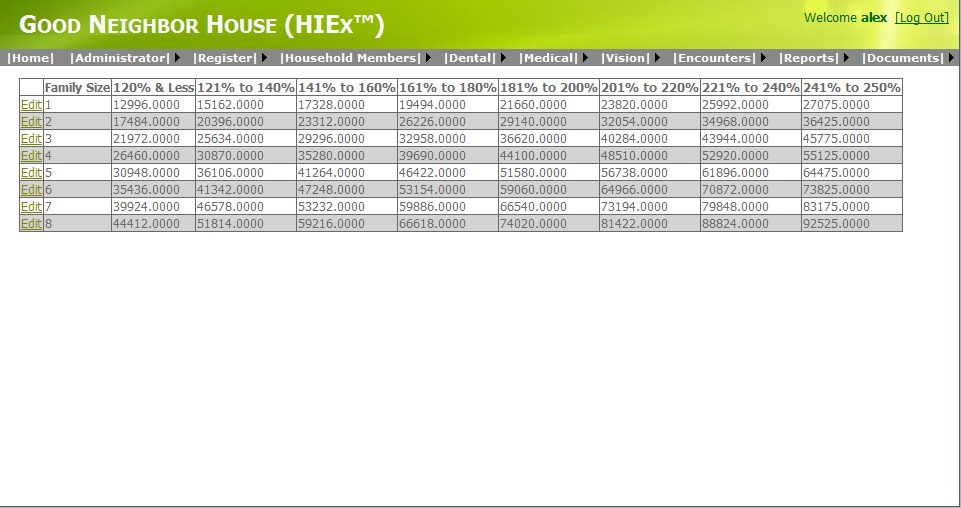 GOOD NEIGHBOR HOUSE (HIEX™)
Welcome alex [Log Out]
|Home| |Administrator| |Register| |Household Members| |Dental| |Medical| |Vision| |Encounters| |Reports| |Documents|
Family Size 120% & Less 121% to 140% 141% to 160% 161% to 180% 181% to 200% 201% to 220% 221% to 240% 241% to 250%
Edit 1 12996.0000 15162.0000 17328.0000 19494.0000 21660.0000 23820.0000 25992.0000 27075.0000
Edit 2 17484.0000 20396.0000 23312.0000 26226.0000 29140.0000 32054.0000 34968.0000 36425.0000
Edit 3 21972.0000 25634.0000 29296.0000 32958.0000 36620.0000 40284.0000 43944.0000 45775.0000
Edit 4 26460.0000 30870.0000 35280.0000 39690.0000 44100.0000 48510.0000 52920.0000 55125.0000
Edit 5 30948.0000 36106.0000 41264.0000 46422.0000 51580.0000 56738.0000 61896.0000 64475.0000
Edit 6 35436.0000 41342.0000 47248.0000 53154.0000 59060.0000 64966.0000 70872.0000 73825.0000
Edit 7 39924.0000 46578.0000 53232.0000 59886.0000 66540.0000 73194.0000 79848.0000 83175.0000
Edit 8 44412.0000 51814.0000 59216.0000 66618.0000 74020.0000 81422.0000 88824.0000 92525.0000